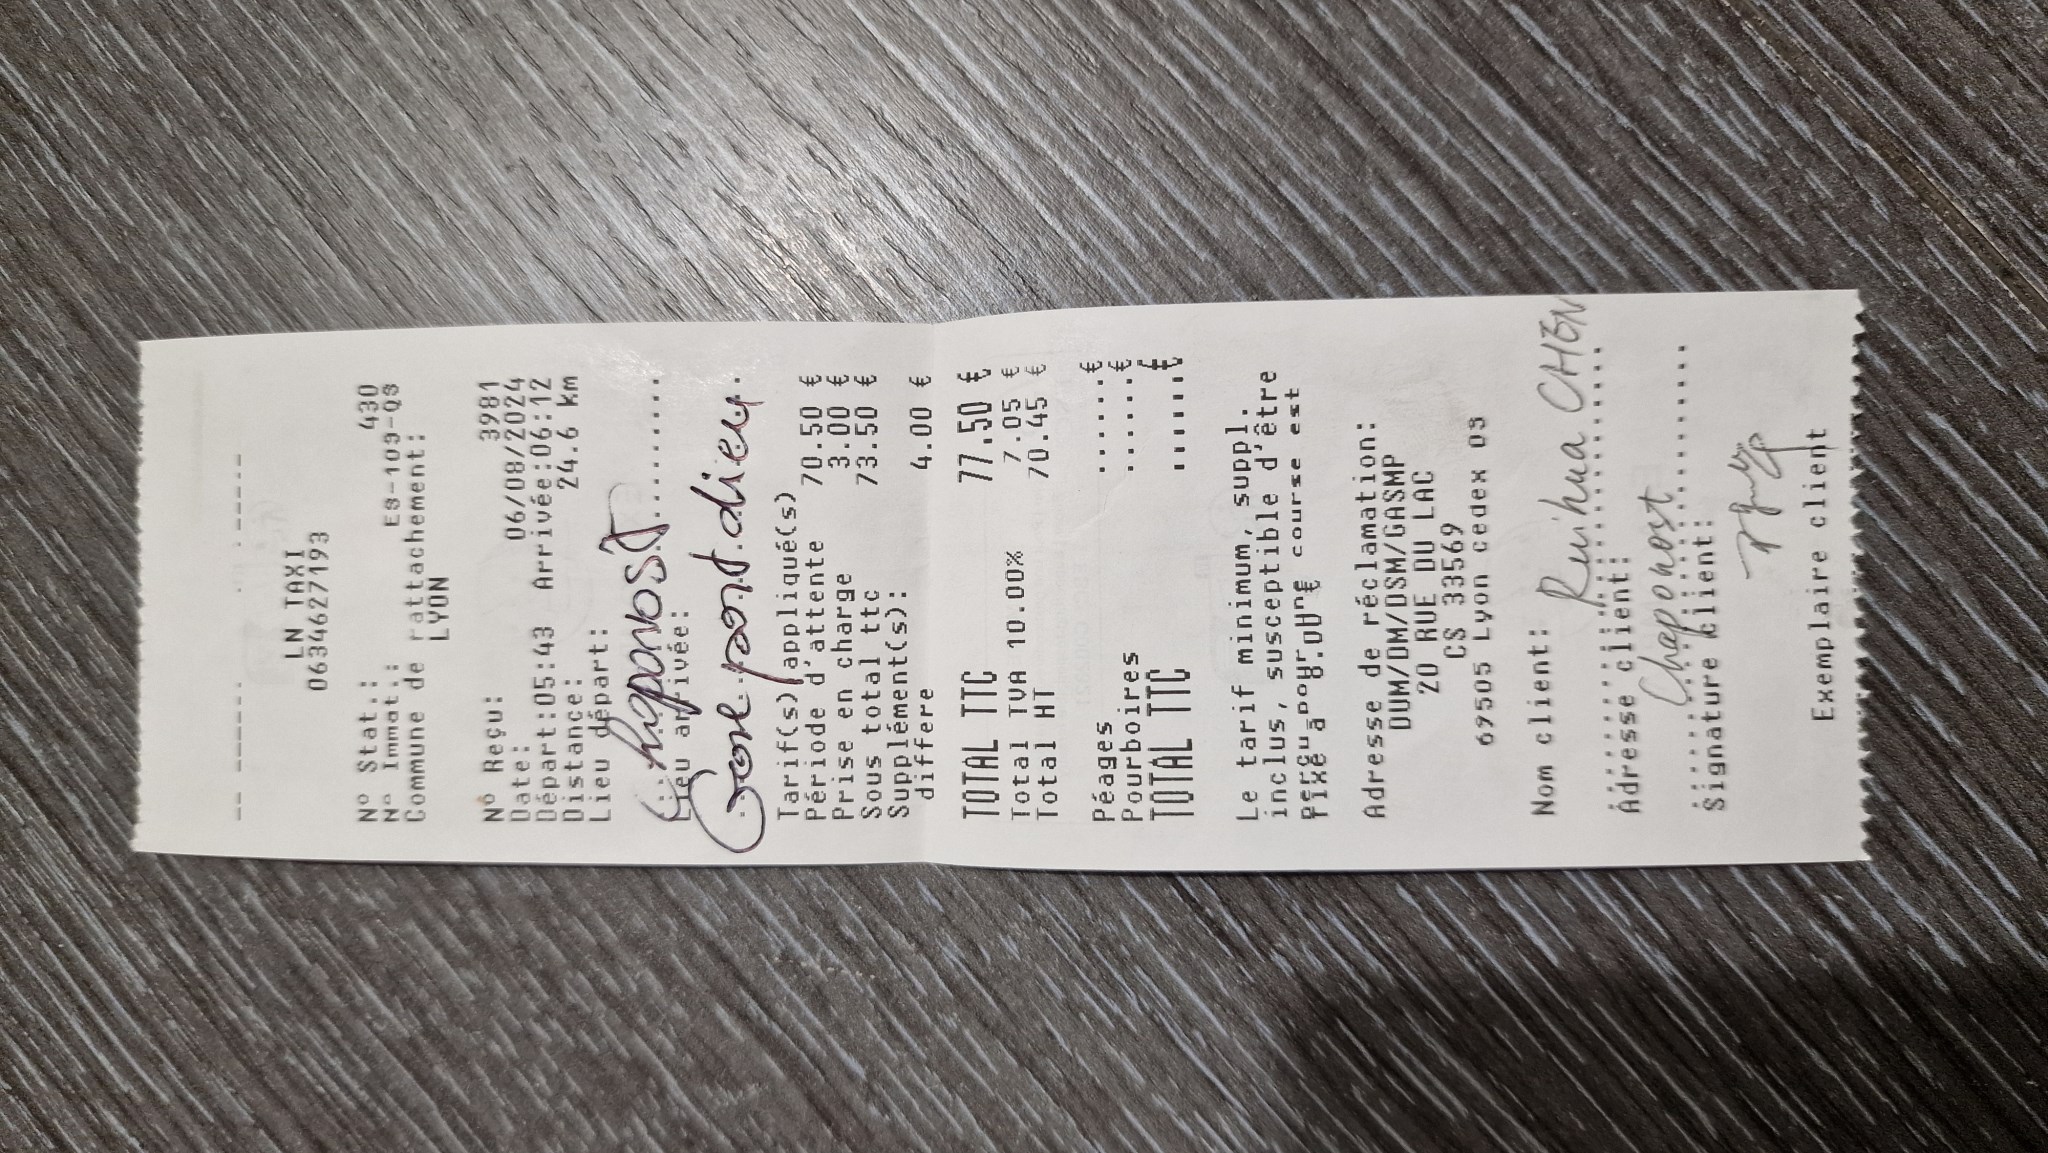 LN TAXI
0634627193
N° Stat.: 430
N° Immat.: ES-109-QS
Commune de rattachement:
LYON
N° Reçu: 3981
Date: 06/08/2024
Départ:05:43 Arrivée:06:12
Distance: 24.6 km
Lieu départ:
Chaponost
Lieu arrivée:
Gare part dieu
Tarif(s) appliqué(s)
Période d'attente 70.50 €
Prise en charge 3.00 €
Sous total ttc 73.50 €
Supplément(s):
differe 4.00 €
TOTAL TTC 77.50 €
Total TVA 10.00% 7.05 €
Total HT 70.45 €
Péages ......€
Pourboires ......€
TOTAL TTC ......€
Le tarif minimum, suppl.
inclus, susceptible d'être
perçu pour une course est
fixé à 8.00 €
Adresse de réclamation:
DUM/DM/DSM/GASMP
20 RUE DU LAC
CS 33569
69505 Lyon cedex 03
Nom client:
Ruihua CHEN
Adresse client:
Chaponost
Signature client:
Exemplaire client